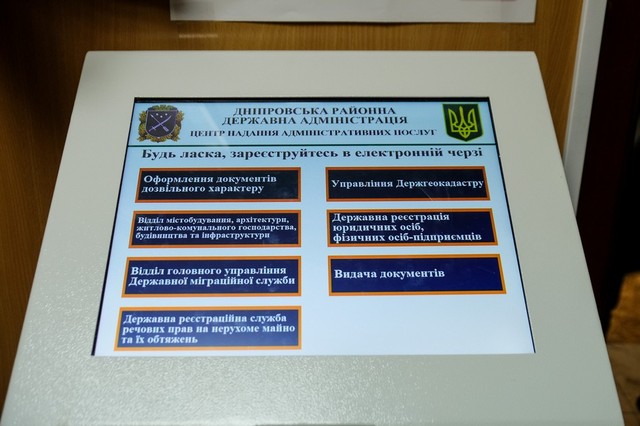 ДНІПРОВСЬКА РАЙОННА
ДЕРЖАВНА АДМІНІСТРАЦІЯ
ЦЕНТР НАДАННЯ АДМІНІСТРАТИВНИХ ПОСЛУГ
Будь ласка, зареєструйтесь в електронній черзі
Оформлення документів
дозвільного характеру
Управління Держгеокадастру
Відділ містобудування, архітектури,
житлово-комунального господарства,
будівництва та інфраструктури
Державна реєстрація
юридичних осіб,
фізичних осіб-підприємців
Відділ головного управління
Державної міграційної служби
Видача документів
Державна реєстраційна служба
речових прав на нерухоме майно
та їх обтяжень